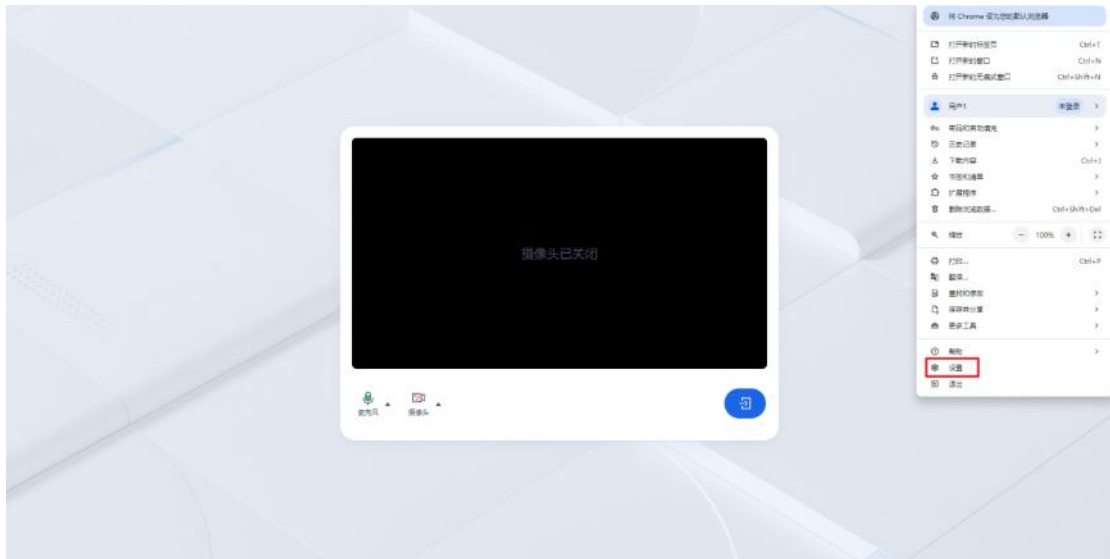 将 Chrome 设为您的默认浏览器
打开新的标签页 Ctrl+T
打开新的窗口 Ctrl+N
打开新的无痕式窗口 Ctrl+Shift+N
用户1 未登录
密码和自动填充
历史记录
下载内容 Ctrl+J
书签和清单
扩展程序
删除浏览数据... Ctrl+Shift+Del
缩放 − 100% +
打印... Ctrl+P
翻译...
查找和修改
保存并分享
更多工具
帮助
设置
退出
摄像头已关闭
麦克风 摄像头